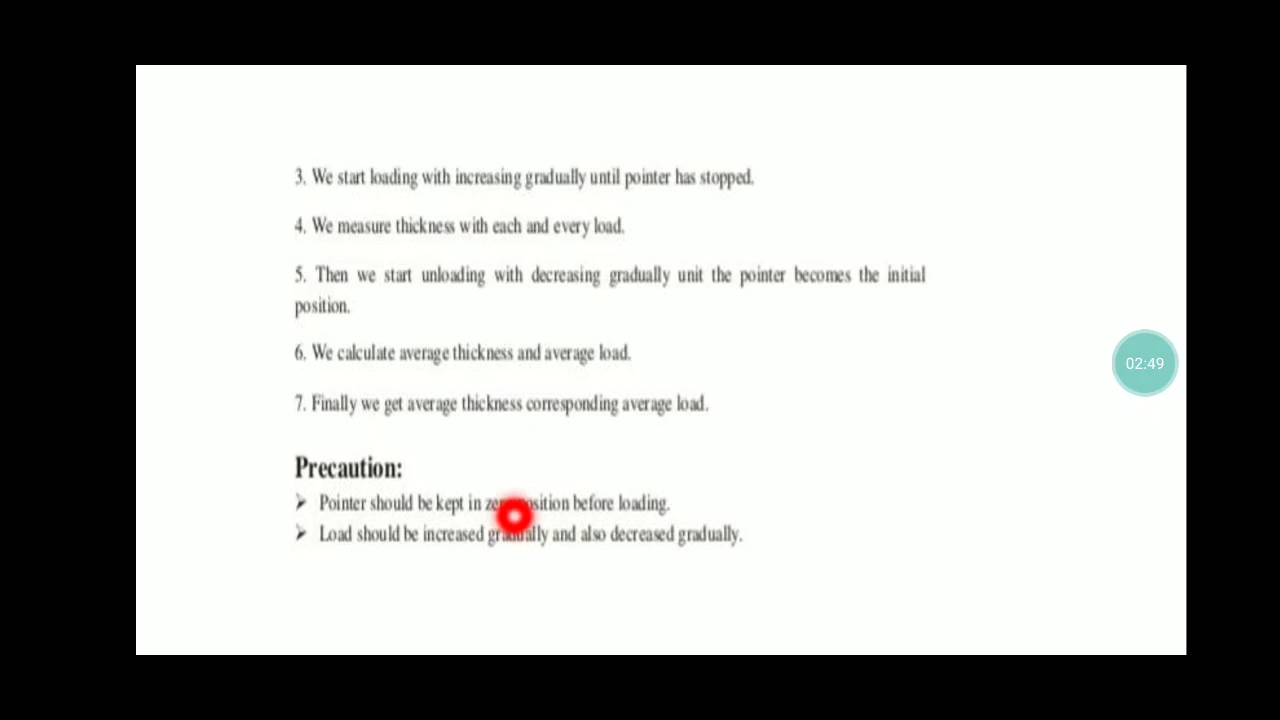 3. We start loading with increasing gradually until pointer has stopped.
4. We measure thickness with each and every load.
5. Then we start unloading with decreasing gradually unit the pointer becomes the initial
position.
6. We calculate average thickness and average load.
7. Finally we get average thickness corresponding average load.
Precaution:
➢ Pointer should be kept in zero position before loading.
➢ Load should be increased gradually and also decreased gradually.
02:49